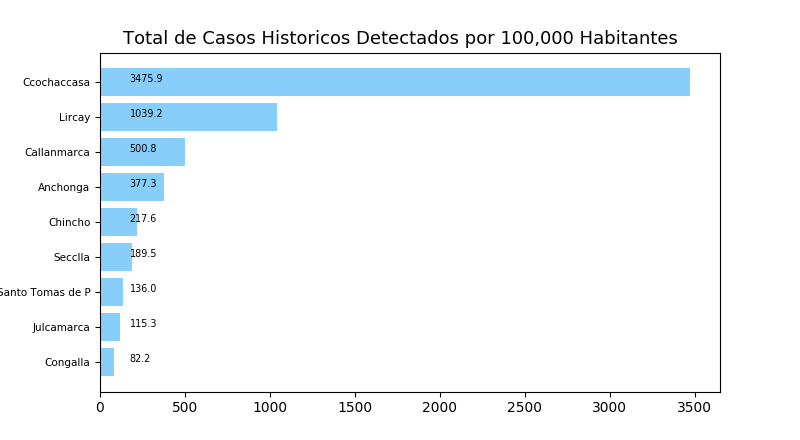 Total de Casos Historicos Detectados por 100,000 Habitantes
Ccochaccasa 3475.9
Lircay 1039.2
Callanmarca 500.8
Anchonga 377.3
Chincho 217.6
Secclla 189.5
Santo Tomas de P 136.0
Julcamarca 115.3
Congalla 82.2
0 500 1000 1500 2000 2500 3000 3500